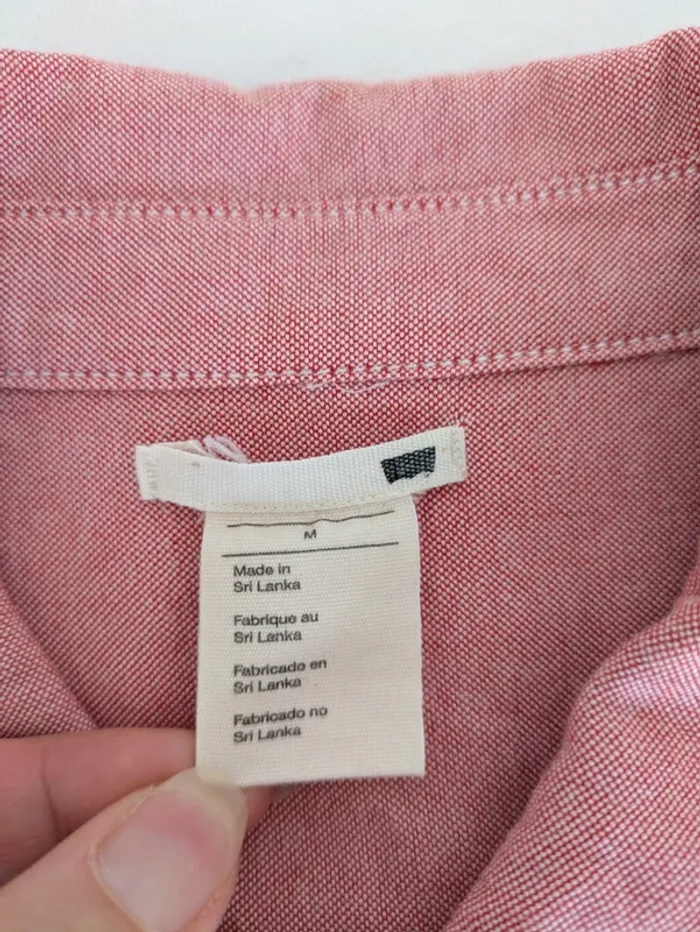 M
Made in
Sri Lanka
Fabrique au
Sri Lanka
Fabricado en
Sri Lanka
Fabricado no
Sri Lanka